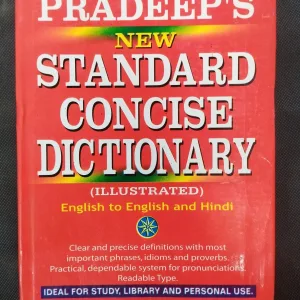 PRADEEP'S
NEW
STANDARD
CONCISE
DICTIONARY
(ILLUSTRATED)
English to English and Hindi
Clear and precise definitions with most
important phrases, idioms and proverbs.
Practical, dependable system for pronunciations.
Readable Type.
IDEAL FOR STUDY, LIBRARY AND PERSONAL USE.